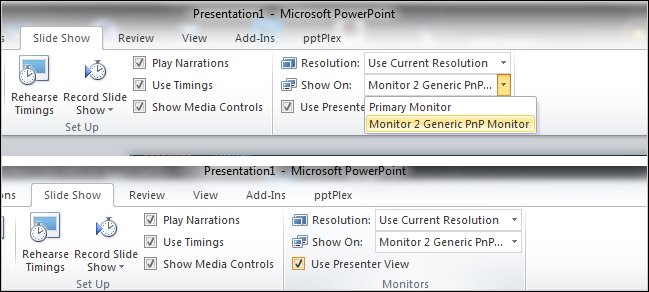 Presentation1 - Microsoft PowerPoint
Slide Show Review View Add-Ins pptPlex
Play Narrations Resolution: Use Current Resolution
Use Timings Show On: Monitor 2 Generic PnP...
Rehearse Timings Record Slide Show Show Media Controls Use Presente Primary Monitor
Set Up Monitor 2 Generic PnP Monitor
Presentation1 - Microsoft PowerPoint
ons Slide Show Review View Add-Ins pptPlex
Play Narrations Resolution: Use Current Resolution
Use Timings Show On: Monitor 2 Generic PnP...
Rehearse Timings Record Slide Show Show Media Controls Use Presenter View
Set Up Monitors